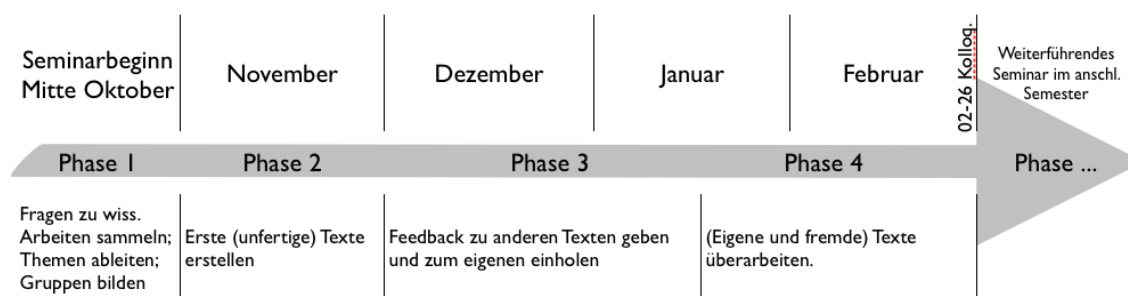 Seminarbeginn
Mitte Oktober
November
Dezember
Januar
Februar
02-26 Kolloq.
Weiterführendes
Seminar im anschl.
Semester
Phase 1
Phase 2
Phase 3
Phase 4
Phase ...
Fragen zu wiss.
Arbeiten sammeln;
Themen ableiten;
Gruppen bilden
Erste (unfertige) Texte
erstellen
Feedback zu anderen Texten geben
und zum eigenen einholen
(Eigene und fremde) Texte
überarbeiten.